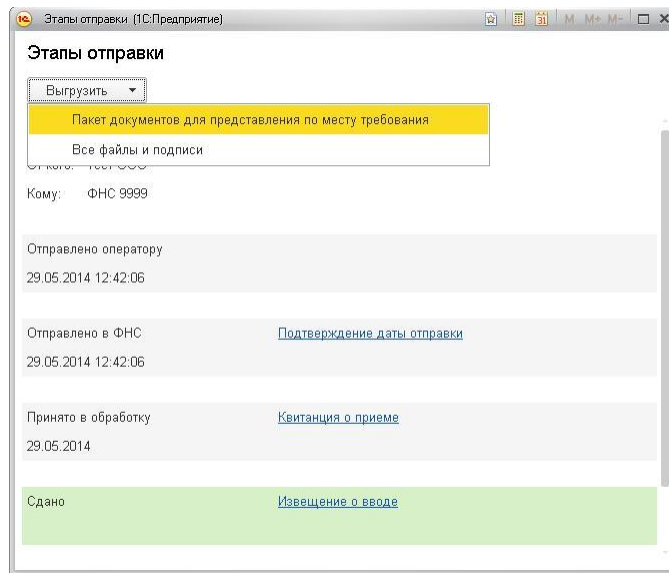 Этапы отправки (1С:Предприятие)
31 M M+ M-
Этапы отправки
Выгрузить
Пакет документов для представления по месту требования
Все файлы и подписи
Кому: ФНС 9999
Отправлено оператору
29.05.2014 12:42:06
Отправлено в ФНС Подтверждение даты отправки
29.05.2014 12:42:06
Принято в обработку Квитанция о приеме
29.05.2014
Сдано Извещение о вводе